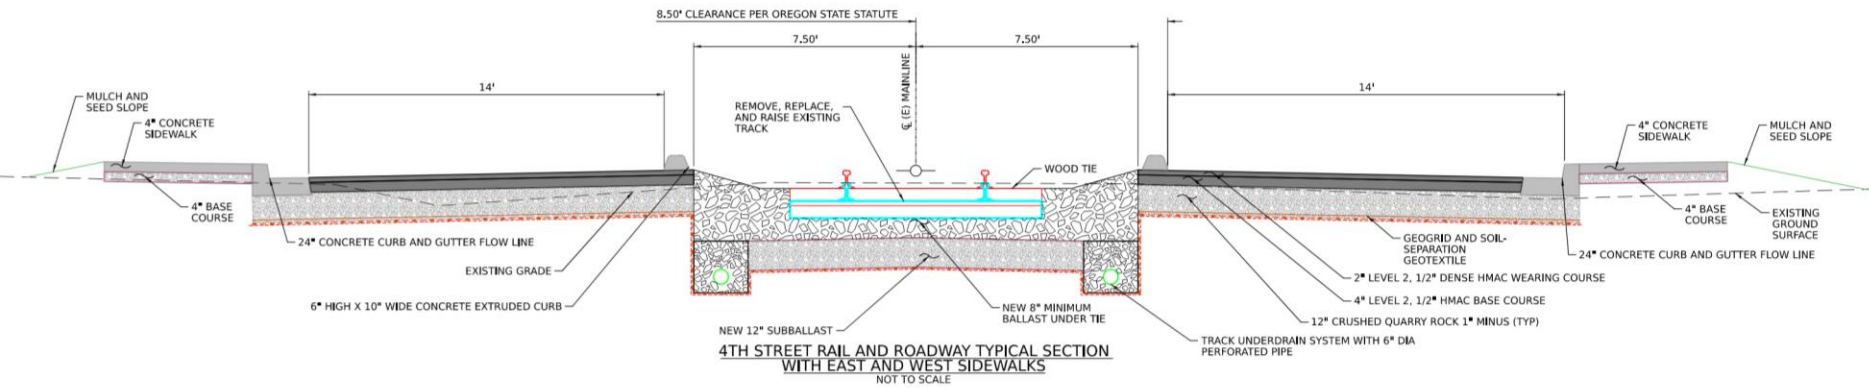 8.50' CLEARANCE PER OREGON STATE STATUTE
7.50'
7.50'
℄ (E) MAINLINE
14'
14'
MULCH AND
SEED SLOPE
4" CONCRETE
SIDEWALK
REMOVE, REPLACE,
AND RAISE EXISTING
TRACK
4" CONCRETE
SIDEWALK
MULCH AND
SEED SLOPE
WOOD TIE
4" BASE
COURSE
4" BASE
COURSE
EXISTING
GROUND
SURFACE
24" CONCRETE CURB AND GUTTER FLOW LINE
GEOGRID AND SOIL-
SEPARATION
GEOTEXTILE
24" CONCRETE CURB AND GUTTER FLOW LINE
EXISTING GRADE
2" LEVEL 2, 1/2" DENSE HMAC WEARING COURSE
6" HIGH X 10" WIDE CONCRETE EXTRUDED CURB
4" LEVEL 2, 1/2" HMAC BASE COURSE
NEW 8" MINIMUM
BALLAST UNDER TIE
12" CRUSHED QUARRY ROCK 1" MINUS (TYP)
NEW 12" SUBBALLAST
TRACK UNDERDRAIN SYSTEM WITH 6" DIA
PERFORATED PIPE
4TH STREET RAIL AND ROADWAY TYPICAL SECTION
WITH EAST AND WEST SIDEWALKS
NOT TO SCALE